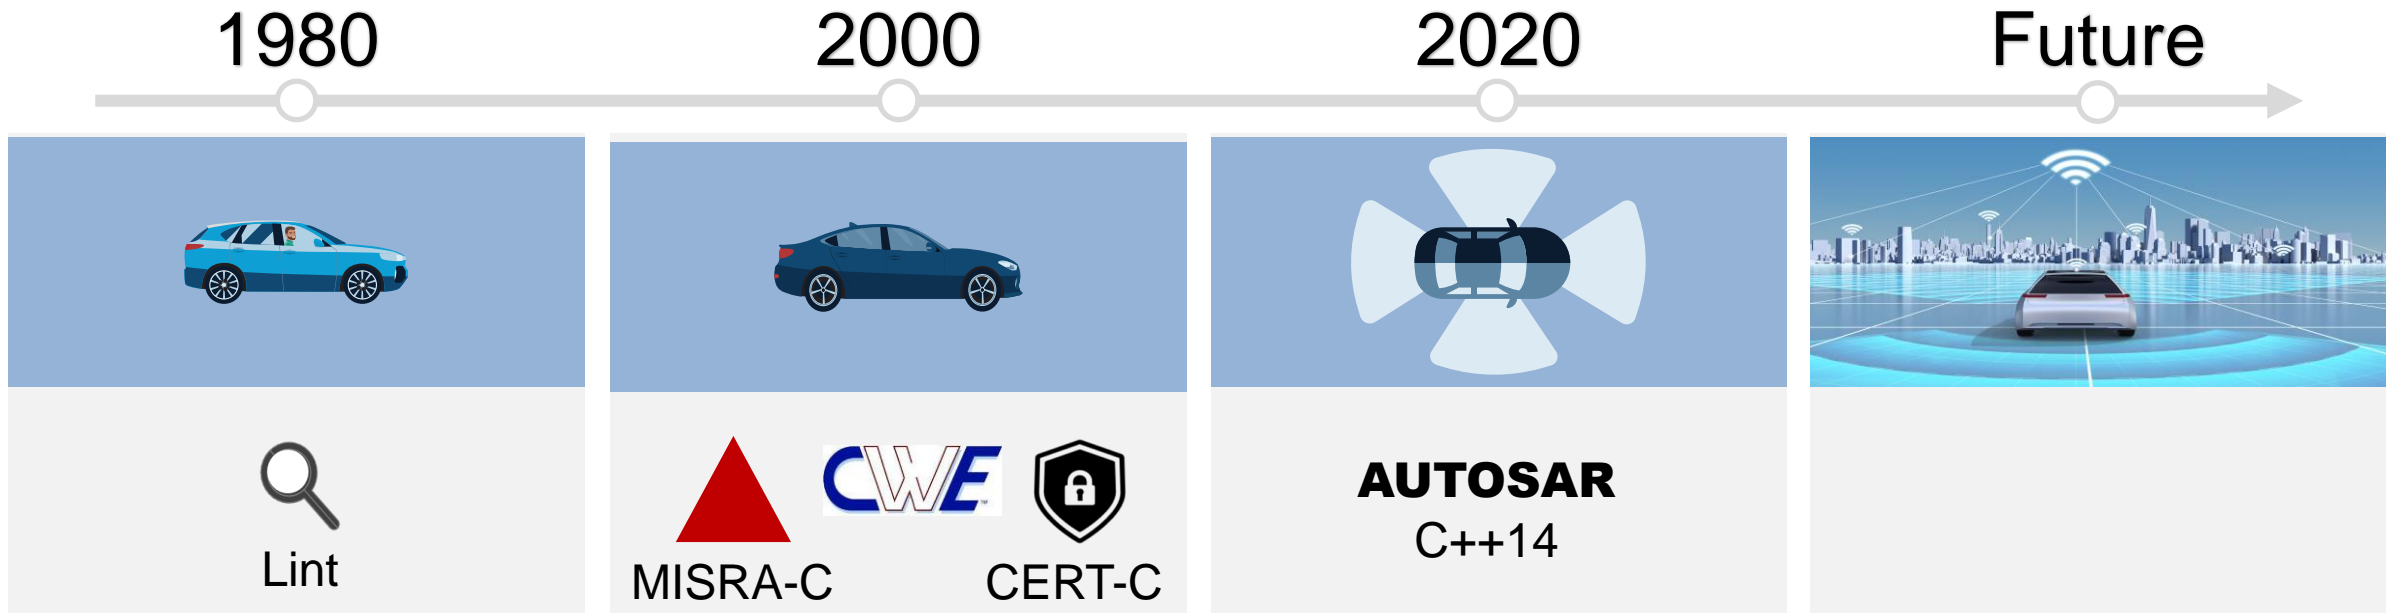 1980
2000
2020
Future
Lint
CWE
MISRA-C
CERT-C
AUTOSAR
C++14